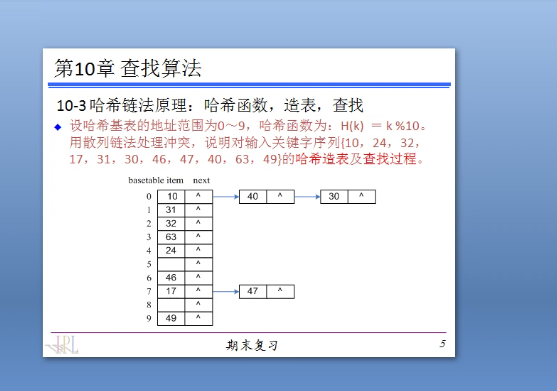 第10章 查找算法
10-3 哈希链法原理：哈希函数，造表，查找
设哈希基表的地址范围为0～9，哈希函数为：H(k) ＝ k %10。
用散列链法处理冲突，说明对输入关键字序列{10，24，32，
17，31，30，46，47，40，63，49}的哈希造表及查找过程。
basetable item next
0 10 ^ 40 ^ 30 ^
1 31 ^
2 32 ^
3 63 ^
4 24 ^
5 ^
6 46 ^
7 17 ^ 47 ^
8 ^
9 49 ^
期末复习 5